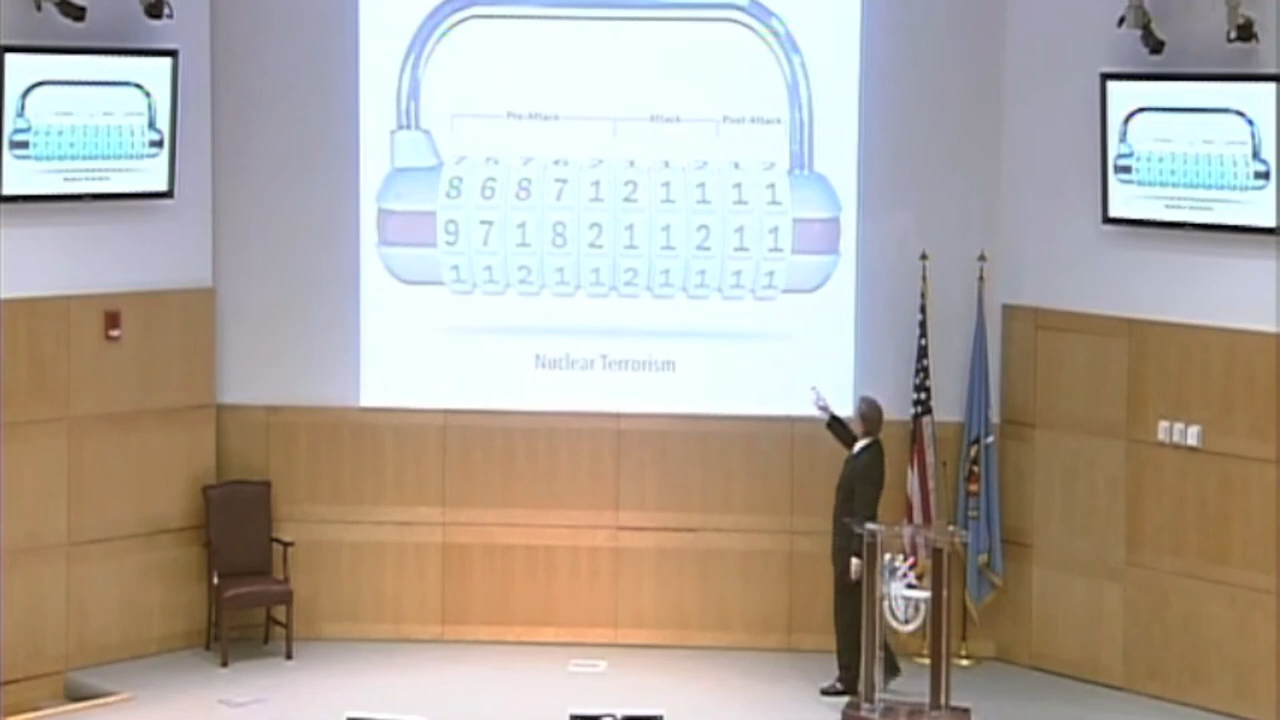 Pre-Attack Attack Post-Attack
8 6 8 7 1 2 1 1 1 1
9 7 1 8 2 1 1 2 1 1
1 1 2 1 1 2 1 1 1 1
Nuclear Terrorism